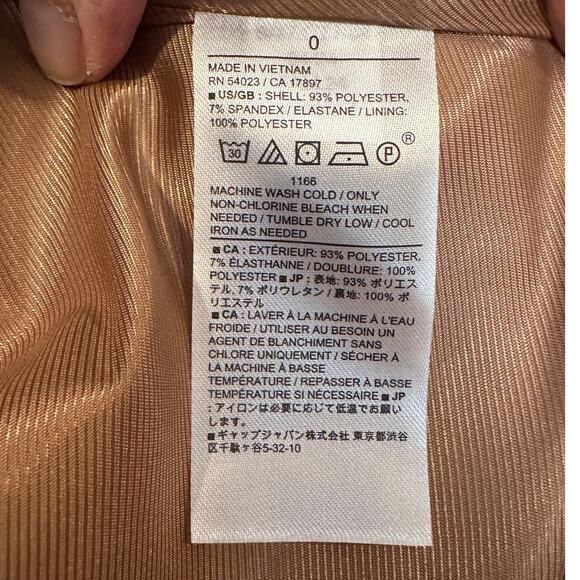 0
MADE IN VIETNAM
RN 54023 / CA 17897
■ US/GB : SHELL: 93% POLYESTER,
7% SPANDEX / ELASTANE / LINING:
100% POLYESTER
30 P ®
1166
MACHINE WASH COLD / ONLY
NON-CHLORINE BLEACH WHEN
NEEDED / TUMBLE DRY LOW / COOL
IRON AS NEEDED
■ CA : EXTÉRIEUR: 93% POLYESTER,
7% ÉLASTHANNE / DOUBLURE: 100%
POLYESTER ■ JP : 表地: 93% ポリエス
テル, 7% ポリウレタン / 裏地: 100% ポ
リエステル
■ CA : LAVER À LA MACHINE À L'EAU
FROIDE / UTILISER AU BESOIN UN
AGENT DE BLANCHIMENT SANS
CHLORE UNIQUEMENT / SÉCHER À
LA MACHINE À BASSE
TEMPÉRATURE / REPASSER À BASSE
TEMPÉRATURE SI NÉCESSAIRE ■ JP
: アイロンは必要に応じて低温でお願い
します。
■ ギャップジャパン株式会社 東京都渋谷
区千駄ヶ谷5-32-10